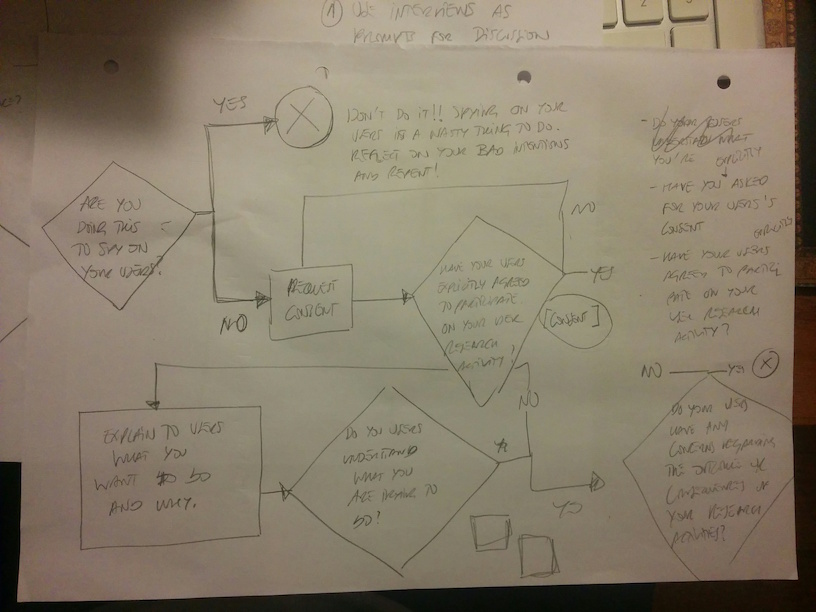 ① USE INTERVIEWS AS
PROMPTS FOR DISCUSSION
YES
DON'T DO IT!! SPYING ON YOUR
USERS IS A NASTY THING TO DO.
REFLECT ON YOUR BAD INTENTIONS
AND REPENT!
ARE YOU
DOING THIS
TO SPY ON
YOUR USERS?
NO
REQUEST
CONSENT
HAVE YOUR USERS
EXPLICITLY AGREED
TO PARTICIPATE
ON YOUR USER
RESEARCH
ACTIVITY?
NO
YES
[CONSENT]
- DO YOUR USERS
UNDERSTAND WHAT
YOU'RE
EXPLICITLY
- HAVE YOU ASKED
FOR YOUR USERS'S
CONSENT
EXPLICITLY
- HAVE YOUR USERS
AGREED TO PARTICI
PATE ON YOUR
USER RESEARCH
ACTIVITY?
EXPLAIN TO USERS
WHAT YOU
WANT TO DO
AND WHY.
DO YOU USERS
UNDERSTAND
WHAT YOU
ARE TO
DO?
NO
YES
NO
YES
DO YOUR USERS
HAVE ANY
CONCERNS REGARDING
THE
CONSEQUENCES OF
YOUR RESEARCH
ACTIVITIES?